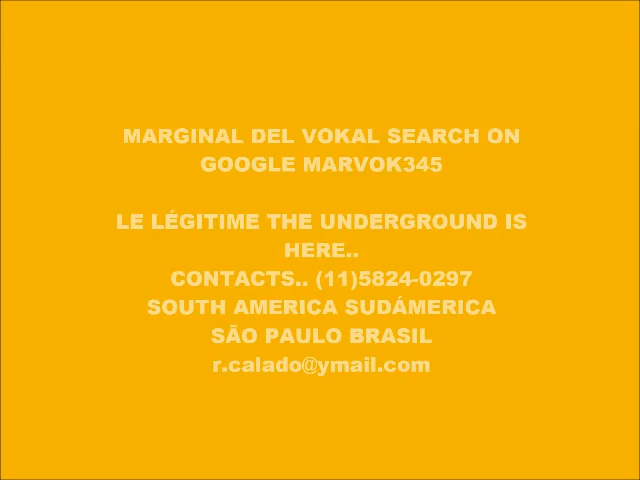 MARGINAL DEL VOKAL SEARCH ON
GOOGLE MARVOK345
LE LÉGITIME THE UNDERGROUND IS
HERE..
CONTACTS.. (11)5824-0297
SOUTH AMERICA SUDÁMERICA
SÃO PAULO BRASIL
r.calado@ymail.com